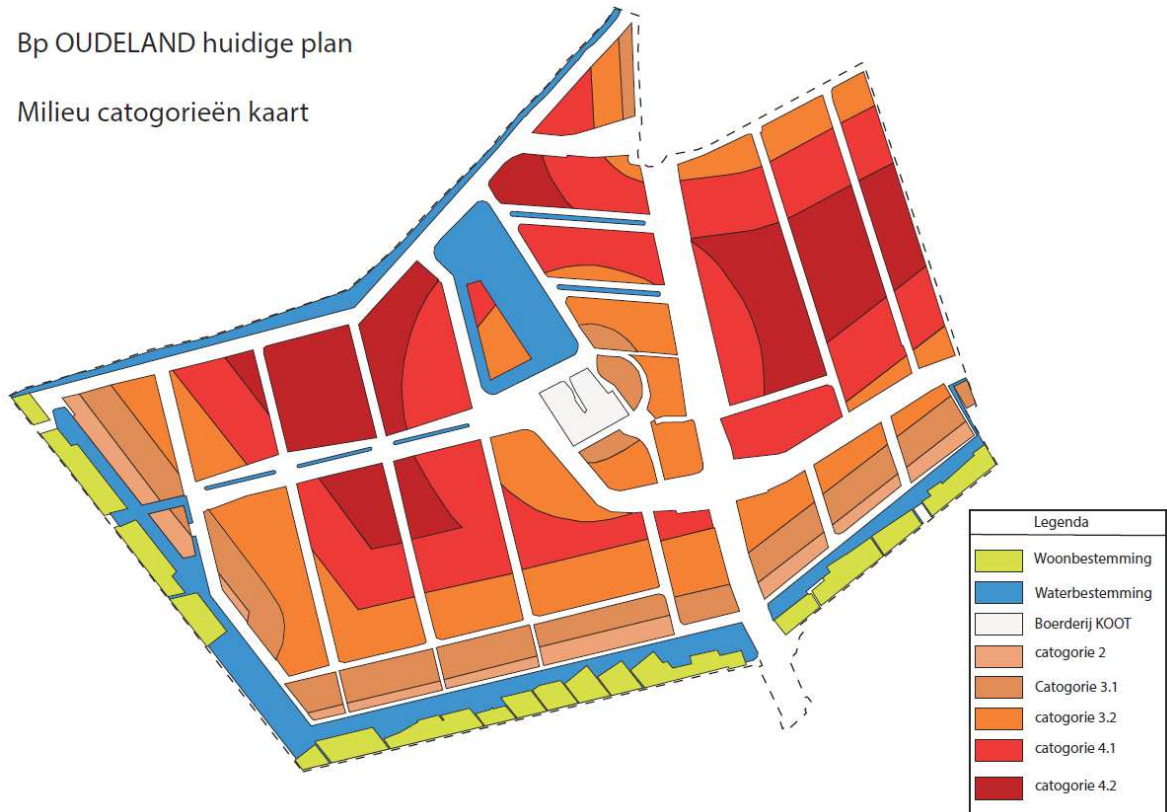 Bp OUDELAND huidige plan
Milieu catogorieën kaart
Legenda
Woonbestemming
Waterbestemming
Boerderij KOOT
catogorie 2
Catogorie 3.1
catogorie 3.2
catogorie 4.1
catogorie 4.2